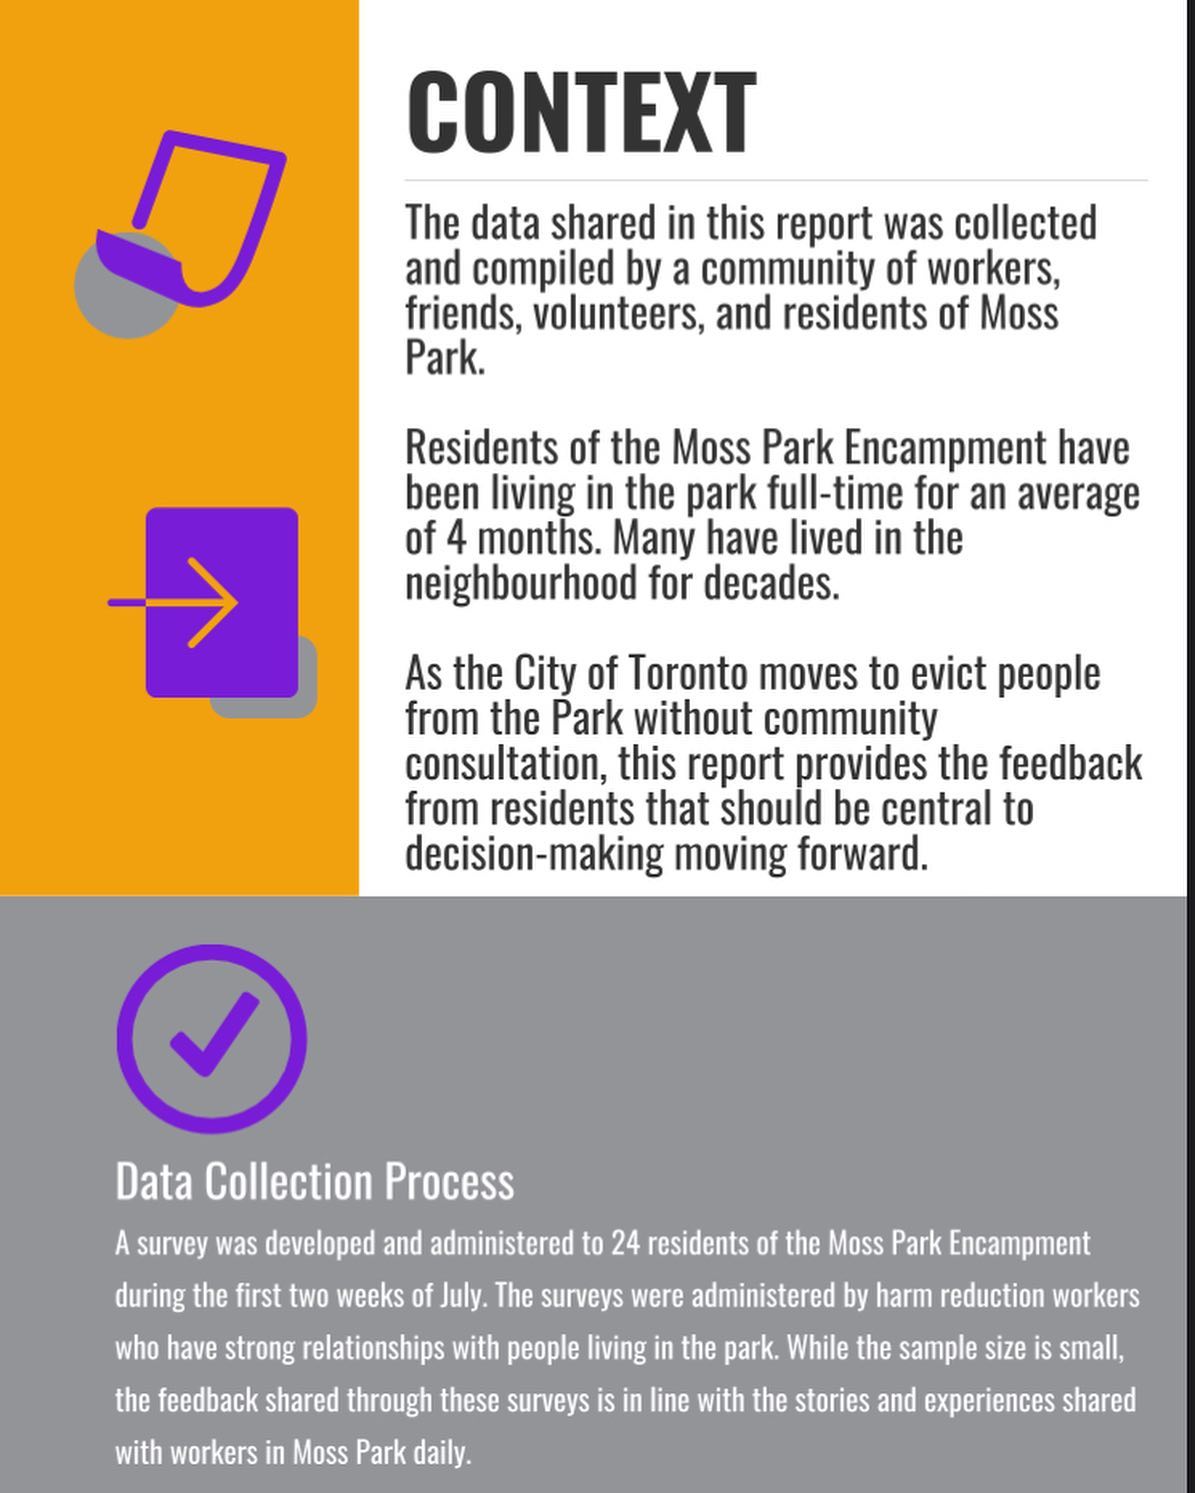 CONTEXT
The data shared in this report was collected
and compiled by a community of workers,
friends, volunteers, and residents of Moss
Park.
Residents of the Moss Park Encampment have
been living in the park full-time for an average
of 4 months. Many have lived in the
neighbourhood for decades.
As the City of Toronto moves to evict people
from the Park without community
consultation, this report provides the feedback
from residents that should be central to
decision-making moving forward.
Data Collection Process
A survey was developed and administered to 24 residents of the Moss Park Encampment
during the first two weeks of July. The surveys were administered by harm reduction workers
who have strong relationships with people living in the park. While the sample size is small,
the feedback shared through these surveys is in line with the stories and experiences shared
with workers in Moss Park daily.